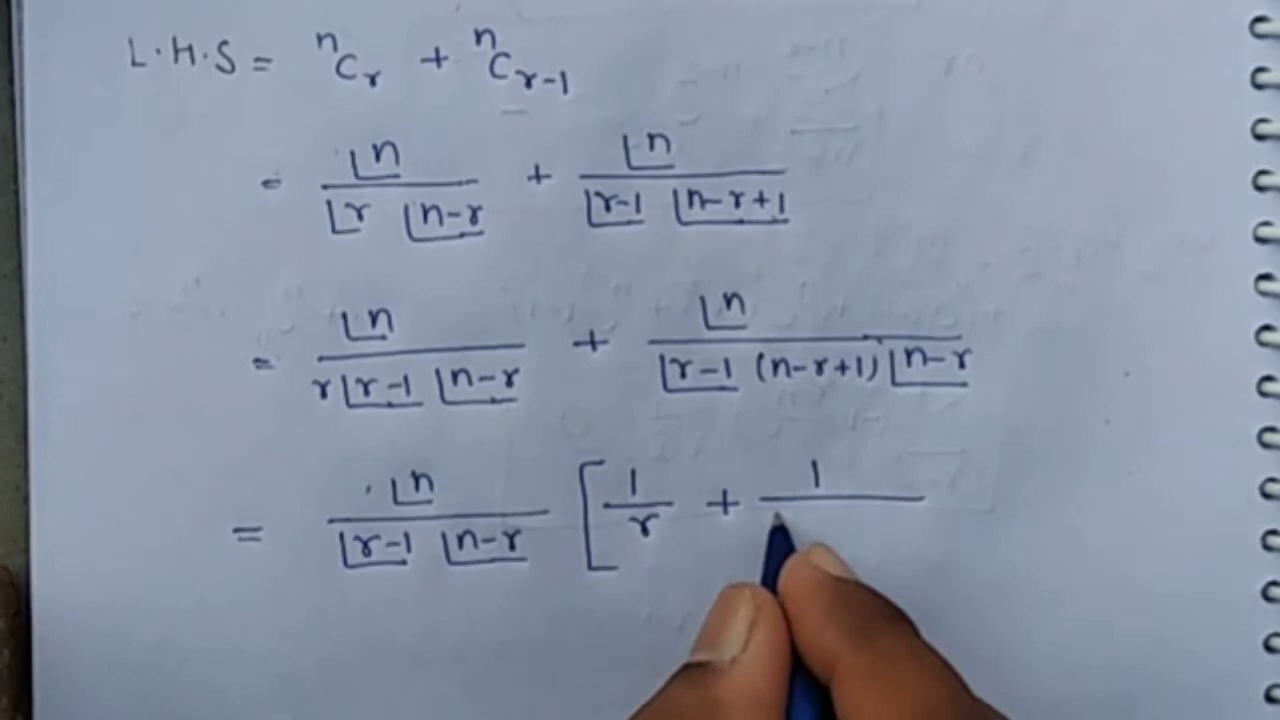 L.H.S = ⁿCᵣ + ⁿCᵣ₋₁
= ⌊n / (⌊r ⌊n-r) + ⌊n / (⌊r-1 ⌊n-r+1)
= ⌊n / (r⌊r-1 ⌊n-r) + ⌊n / (⌊r-1 (n-r+1) ⌊n-r)
= ⌊n / (⌊r-1 ⌊n-r) [ 1/r + 1/